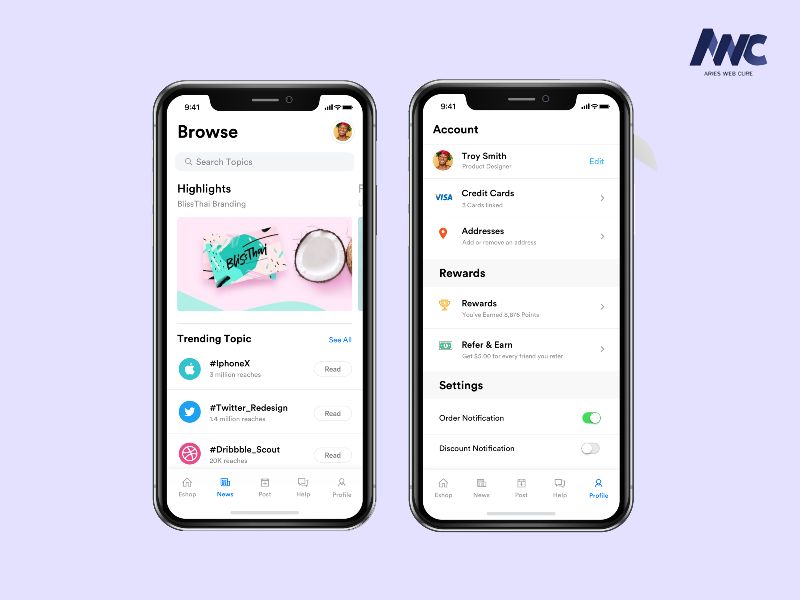 AWC
ARIES WEB CURE
9:41
Browse
Search Topics
Highlights
BlissThai Branding
BlissThai
Trending Topic
See All
#IphoneX
3 million reaches
Read
#Twitter_Redesign
1.4 million reaches
Read
#Dribbble_Scout
20K reaches
Read
Eshop
News
Post
Help
Profile
9:41
Account
Troy Smith
Product Designer
Edit
VISA
Credit Cards
3 Cards linked
Addresses
Add or remove an address
Rewards
Rewards
You've Earned 8,876 Points
Refer & Earn
Get $5.00 for every friend you refer
Settings
Order Notification
Discount Notification
Eshop
News
Post
Help
Profile